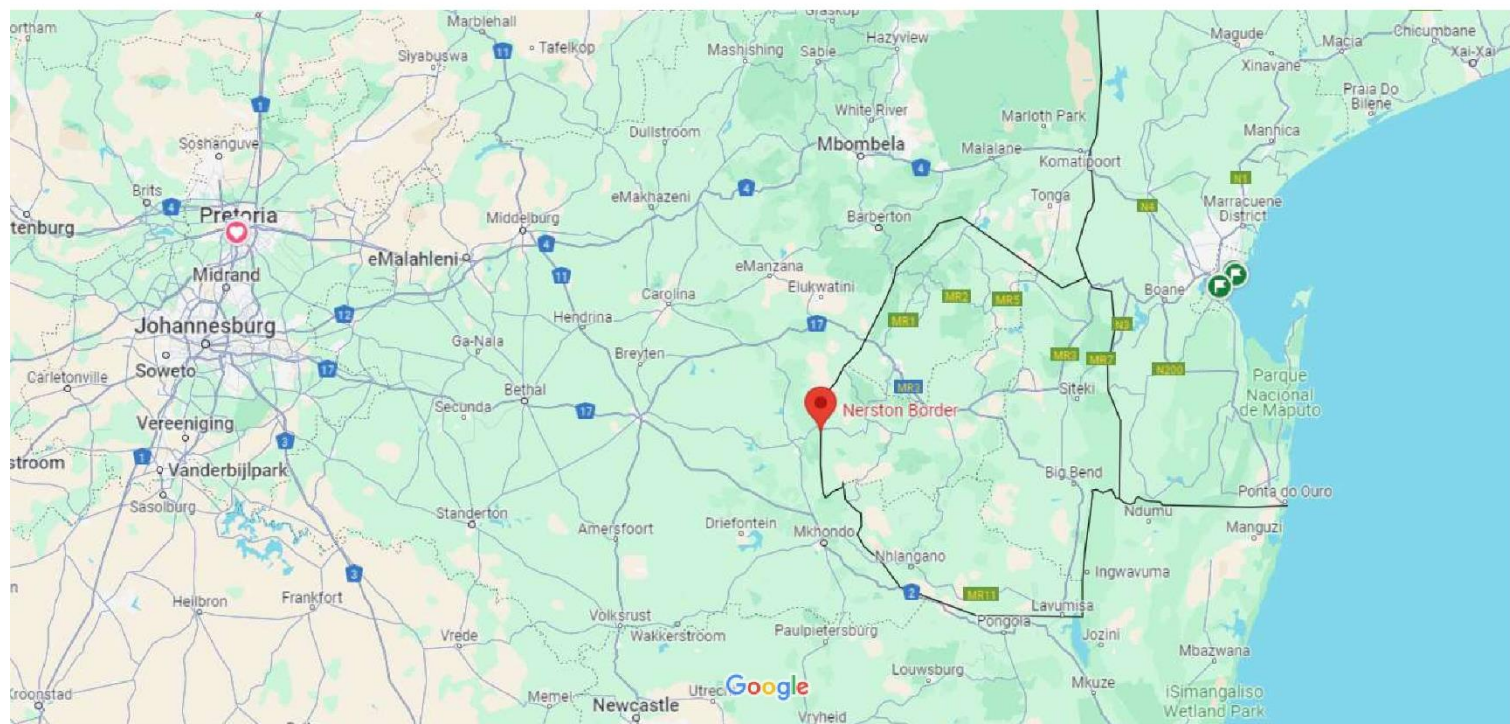 Marblehall
Graskop
Magude
Chicumbane
Macia
Xai-Xai
11
Tafelkop
Siyabuswa
Mashishing
Sabie
Hazyview
Xinavane
Praia Do
Bilene
1
White River
Marloth Park
Manhica
Soshanguve
Dullstroom
Mbombela
4
Malalane
Komatipoort
N1
Brits
4
eMakhazeni
4
Tonga
N4
Marracuene
District
Pretoria
Middelburg
Barberton
4
eMalahleni
Midrand
11
eManzana
Elukwatini
MR2
MR5
Boane
Carolina
12
Hendrina
17
MR1
N3
Johannesburg
Ga-Nala
Breyten
MR3
MR7
Soweto
17
N200
Carletonville
Bethal
MR3
Siteki
Parque
Nacional
de Maputo
Secunda
17
Nerston Border
Vereeniging
3
1
Vanderbijlpark
Big Bend
Sasolburg
Ponta do Ouro
Standerton
Amersfoort
Driefontein
Mkhondo
Ndumu
Manguzi
Nhlangano
3
Ingwavuma
2
MR11
Heilbron
Frankfort
Volksrust
Lavumisa
Vrede
Wakkerstroom
Paulpietersburg
Pongola
Jozini
Mbazwana
Louwsburg
Google
Memel
Mkuze
iSimangaliso
Wetland Park
Newcastle
Vryheid